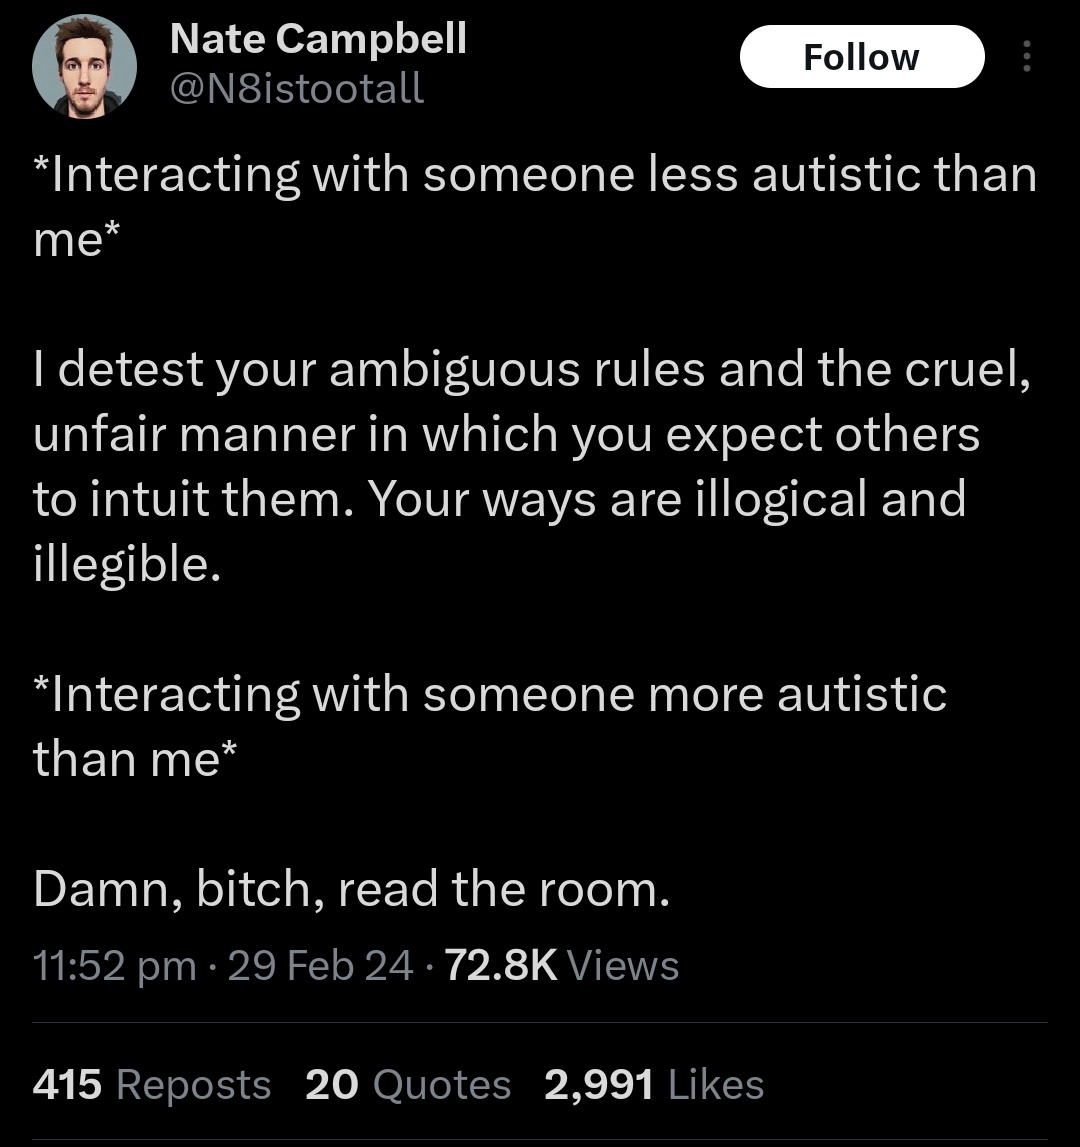 Nate Campbell
Follow
@N8istootall
*Interacting with someone less autistic than
me*
I detest your ambiguous rules and the cruel,
unfair manner in which you expect others
to intuit them. Your ways are illogical and
illegible.
*Interacting with someone more autistic
than me*
Damn, bitch, read the room.
11:52 pm · 29 Feb 24 · 72.8K Views
415 Reposts 20 Quotes 2,991 Likes